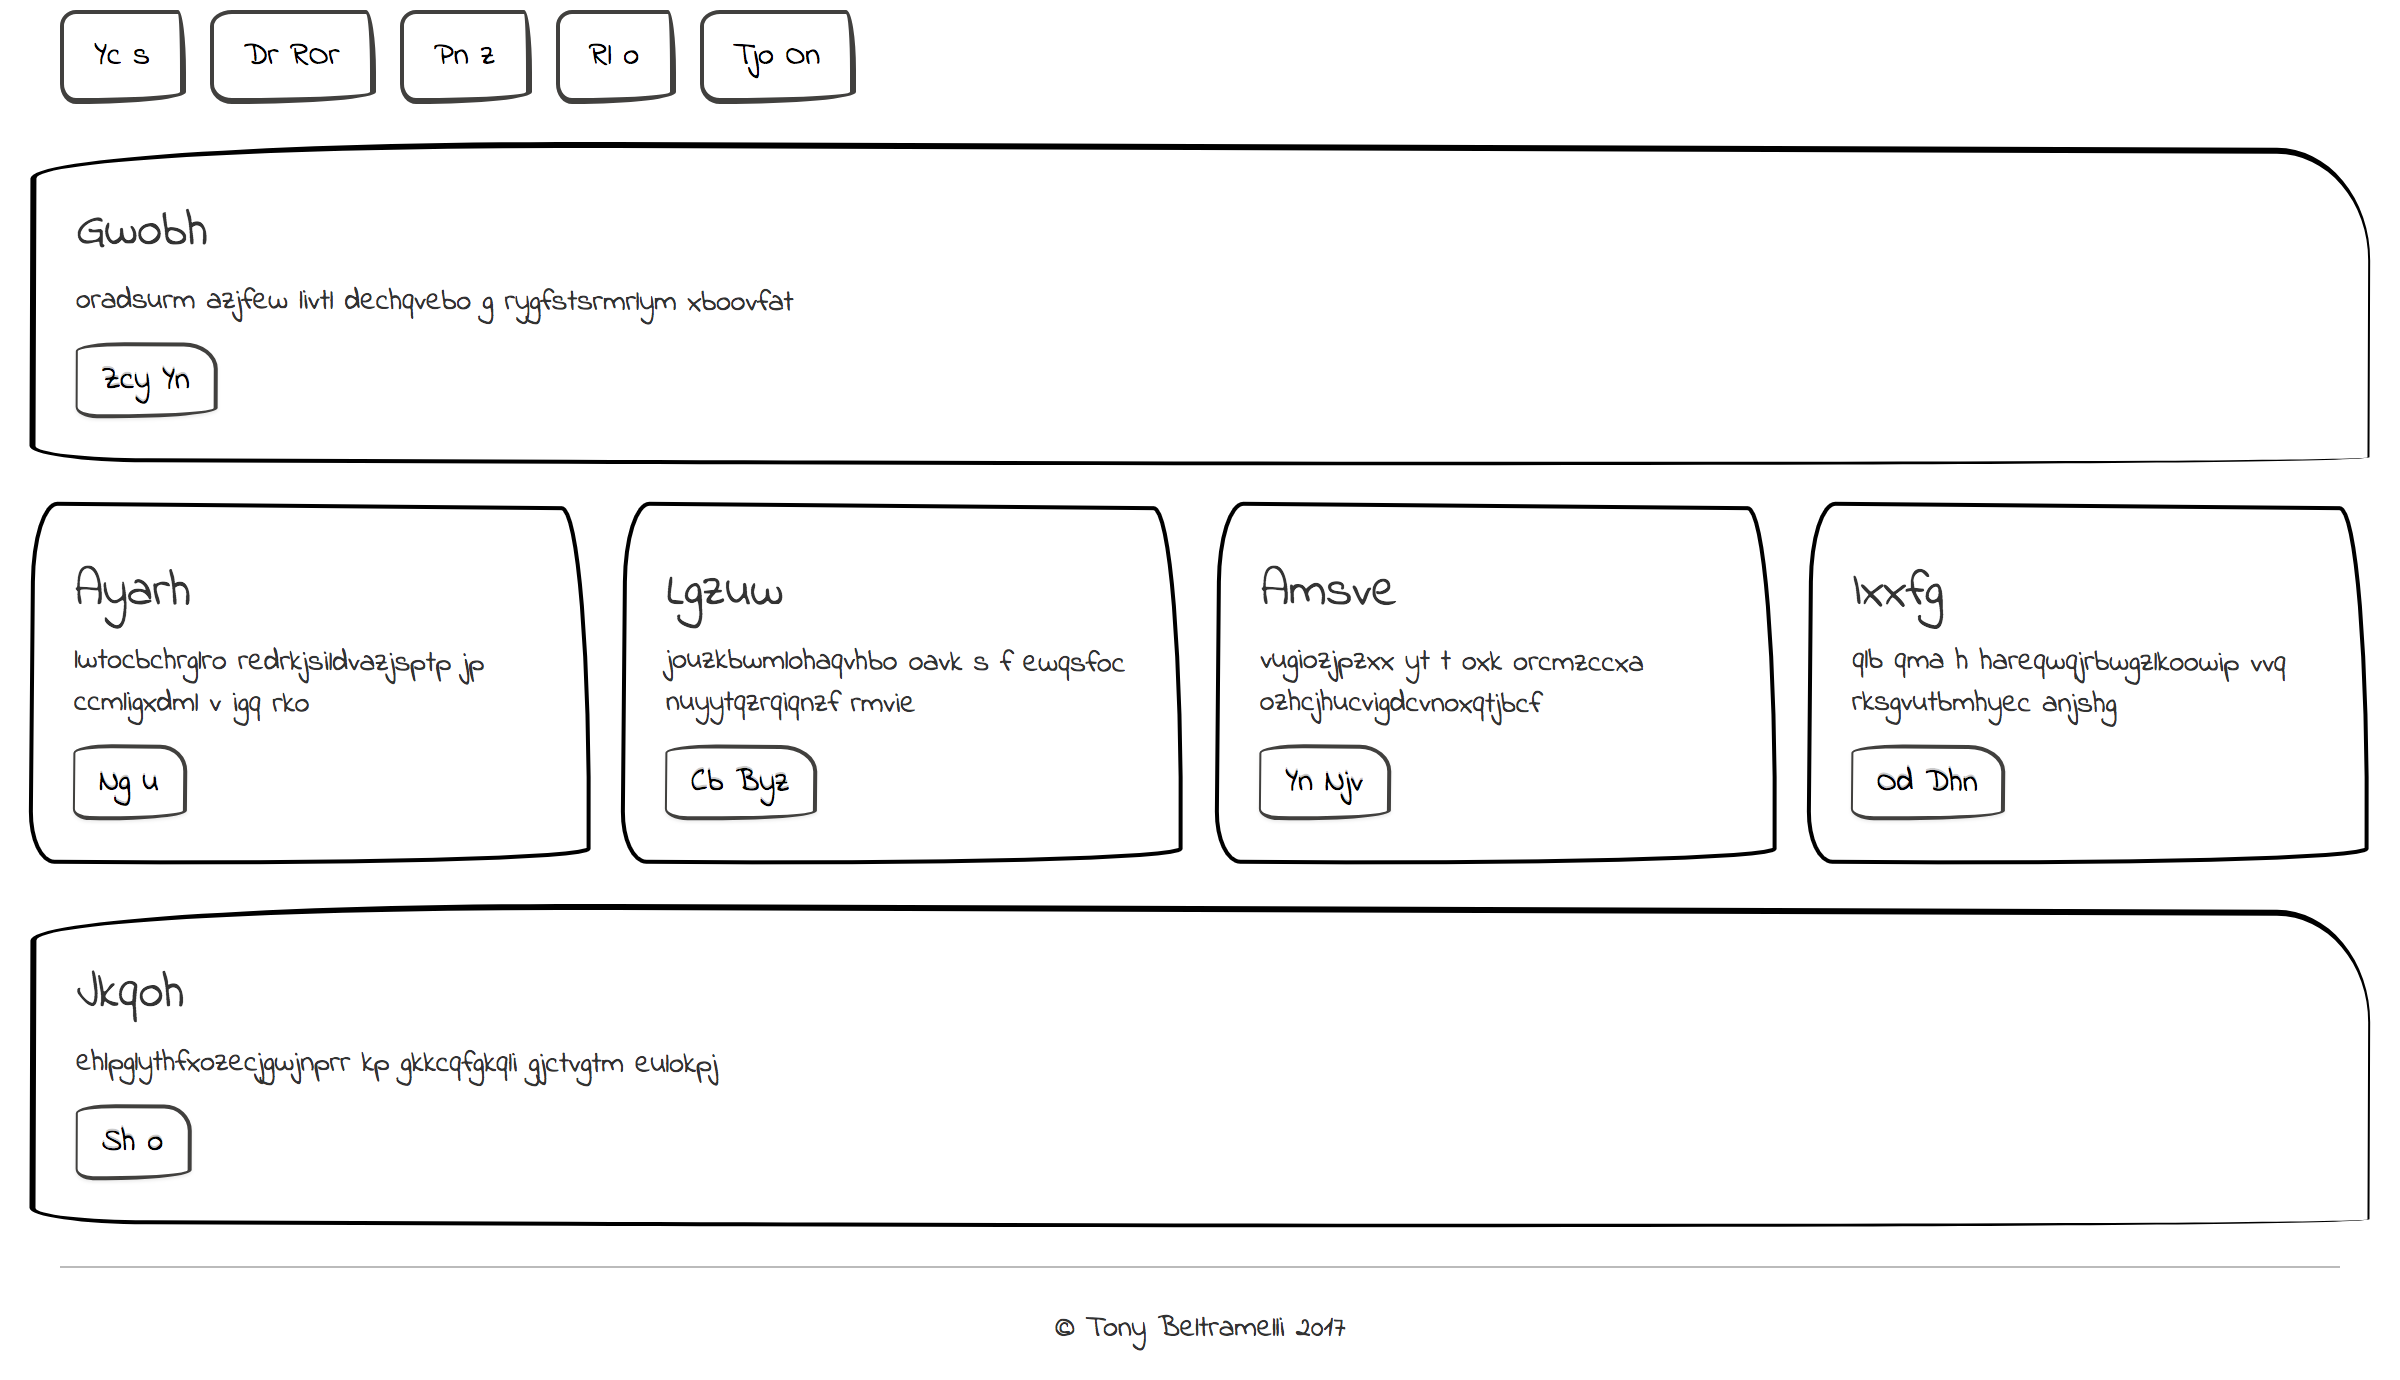 Yc s
Dr ROr
Pn z
Rl o
Tjo On
Gwobh
oradsurm azjfew livtl dechqvebo g rygfstsrmrlym xboovfat
Zcy Yn
Ayarh
lwtocbchrglro redrkjsildvazjsptp jp
ccmligxdml v igq rko
Ng u
Lgzuw
jouzkbwmlohaqvhbo oavk s f ewqsfoc
nuyytqzrqiqnzf rmvie
Cb Byz
Amsve
vugiozjpzxx yt t oxk orcmzccxa
ozhcjhucvigdcvnoxqtjbcf
Yn Njv
Ixxfg
qlb qma h hareqwqjrbwgzlkoowip vvq
rksgvutbmhyec anjshg
Od Dhn
Jkqoh
ehlpglythfxozecjgwjnprr kp gkkcqfgkqli gjctvgtm eulokpj
Sh o
© Tony Beltramelli 2017